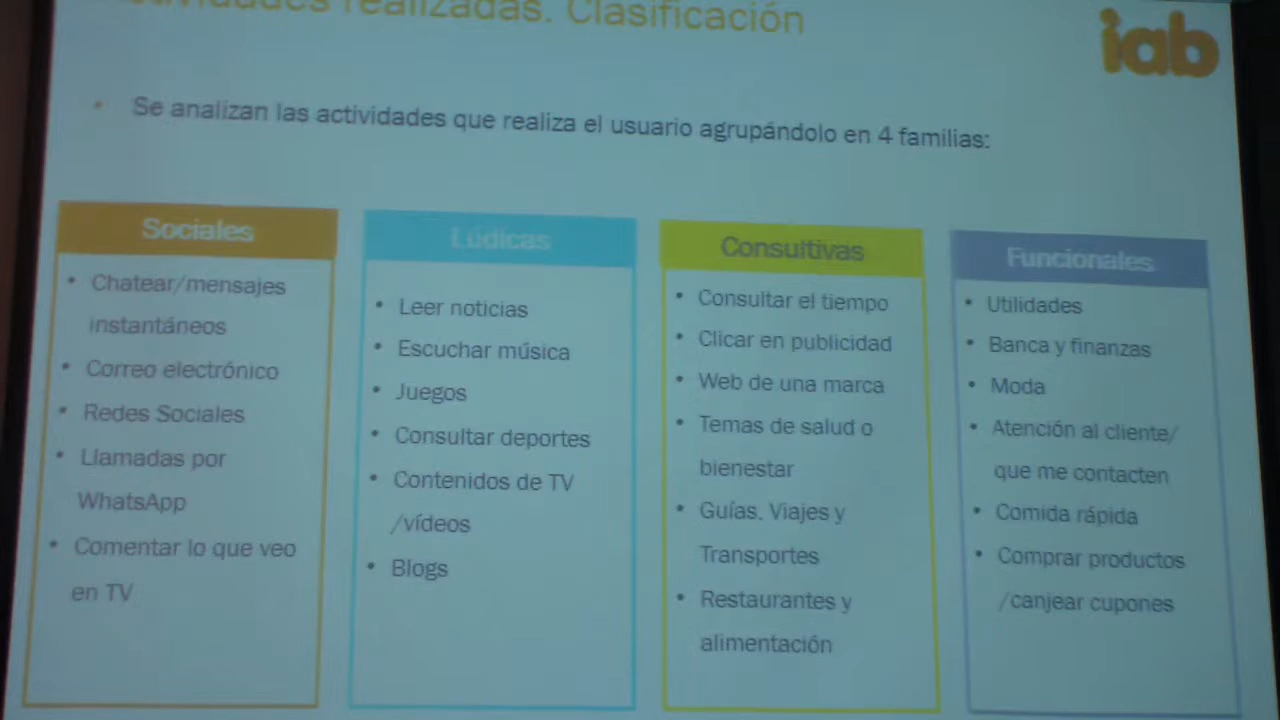 Actividades realizadas. Clasificación
iab
• Se analizan las actividades que realiza el usuario agrupándolo en 4 familias:
Sociales
• Chatear/mensajes
instantáneos
• Correo electrónico
• Redes Sociales
• Llamadas por
WhatsApp
• Comentar lo que veo
en TV
Lúdicas
• Leer noticias
• Escuchar música
• Juegos
• Consultar deportes
• Contenidos de TV
/vídeos
• Blogs
Consultivas
• Consultar el tiempo
• Clicar en publicidad
• Web de una marca
• Temas de salud o
bienestar
• Guías. Viajes y
Transportes
• Restaurantes y
alimentación
Funcionales
• Utilidades
• Banca y finanzas
• Moda
• Atención al cliente/
que me contacten
• Comida rápida
• Comprar productos
/canjear cupones